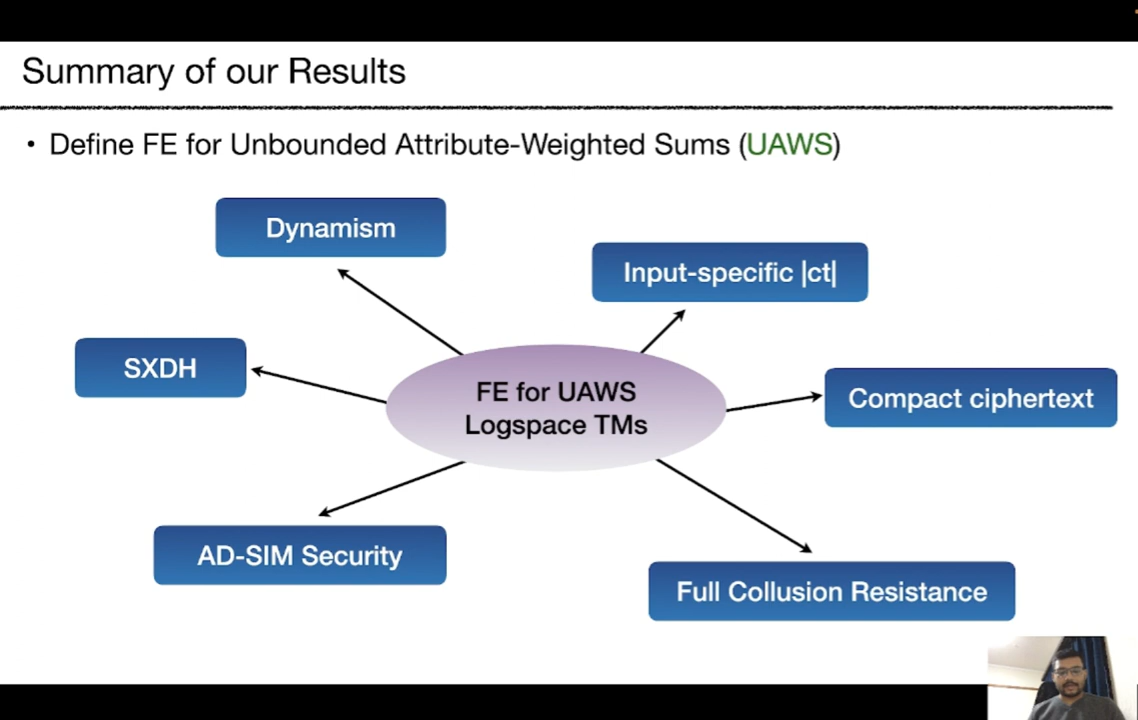 Summary of our Results
• Define FE for Unbounded Attribute-Weighted Sums (UAWS)
Dynamism
Input-specific |ct|
SXDH
FE for UAWS
Logspace TMs
Compact ciphertext
AD-SIM Security
Full Collusion Resistance